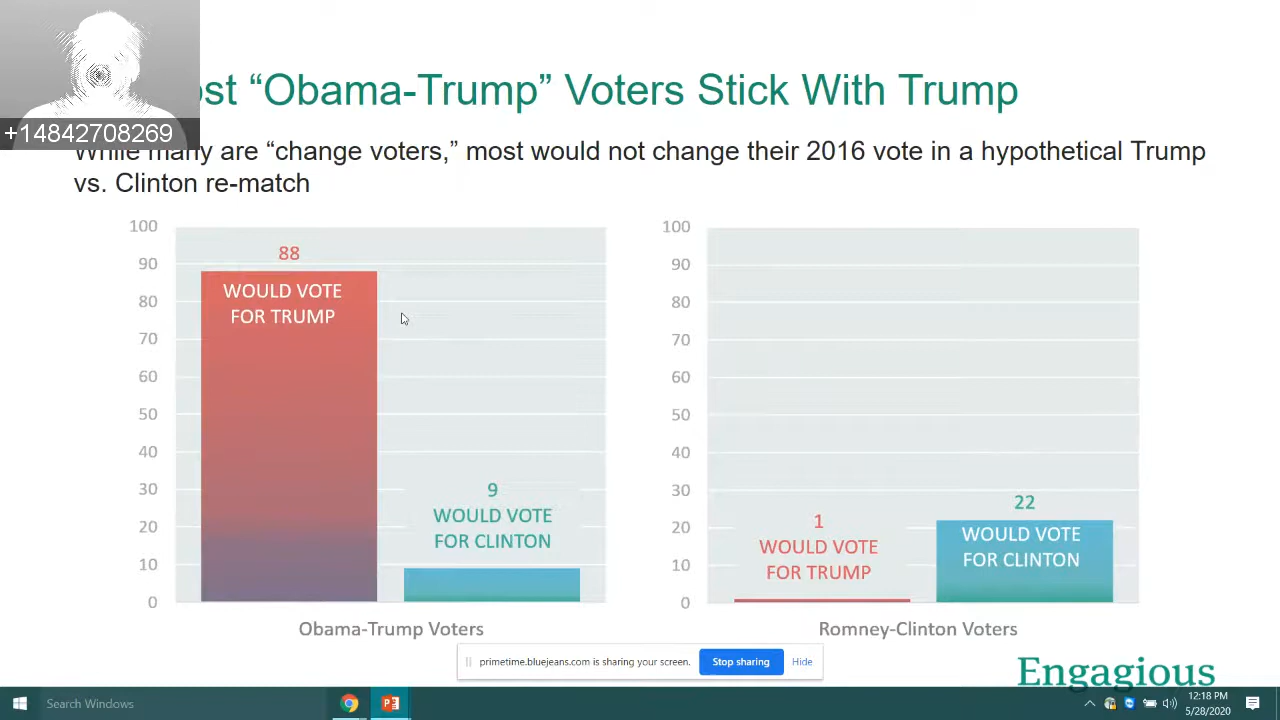 +14842708269
ost “Obama-Trump” Voters Stick With Trump
While many are “change voters,” most would not change their 2016 vote in a hypothetical Trump
vs. Clinton re-match
100
90
80
70
60
50
40
30
20
10
0
88
WOULD VOTE
FOR TRUMP
9
WOULD VOTE
FOR CLINTON
Obama-Trump Voters
100
90
80
70
60
50
40
30
20
10
0
1
WOULD VOTE
FOR TRUMP
22
WOULD VOTE
FOR CLINTON
Romney-Clinton Voters
primetime.bluejeans.com is sharing your screen. Stop sharing Hide
Engagious
Search Windows
12:18 PM
5/28/2020